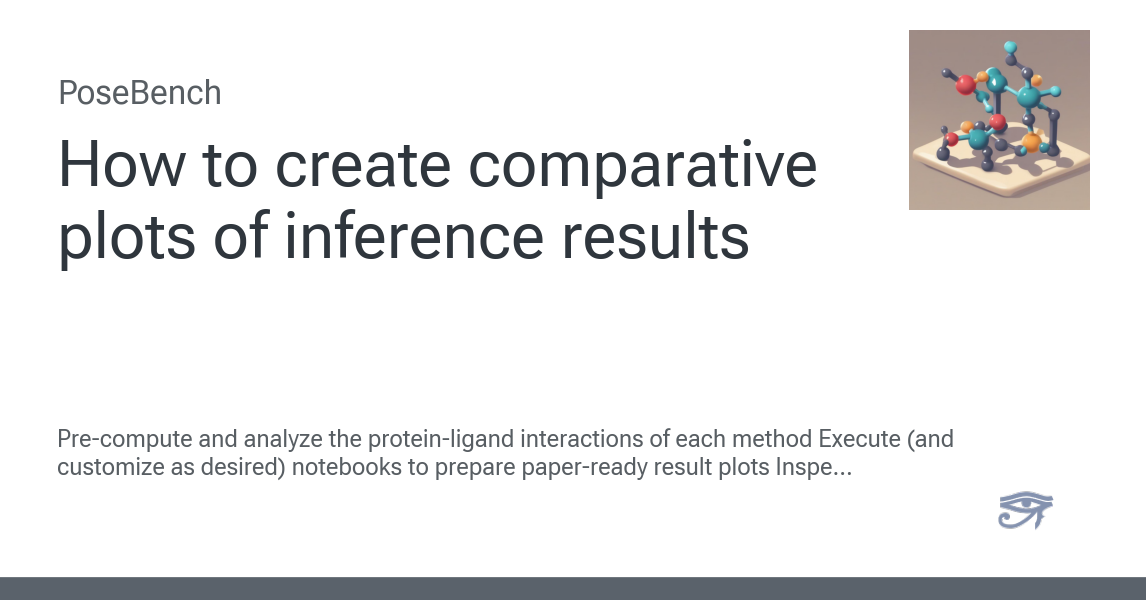 PoseBench
How to create comparative
plots of inference results
Pre-compute and analyze the protein-ligand interactions of each method Execute (and
customize as desired) notebooks to prepare paper-ready result plots Inspe...